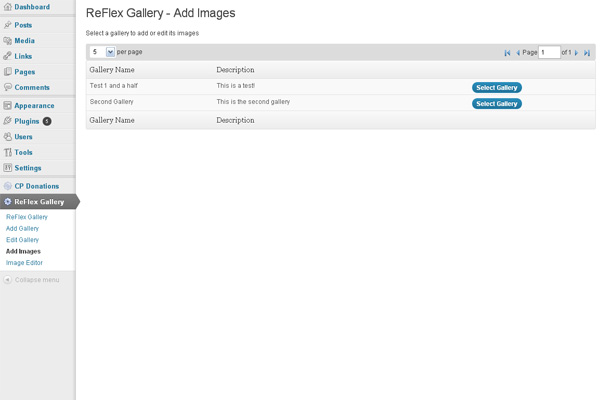 Dashboard
Posts
Media
Links
Pages
Comments
Appearance
Plugins 5
Users
Tools
Settings
CP Donations
ReFlex Gallery
ReFlex Gallery
Add Gallery
Edit Gallery
Add Images
Image Editor
Collapse menu
ReFlex Gallery - Add Images
Select a gallery to add or edit its images
5 per page Page 1 of 1
Gallery Name Description
Test 1 and a half This is a test! Select Gallery
Second Gallery This is the second gallery Select Gallery
Gallery Name Description